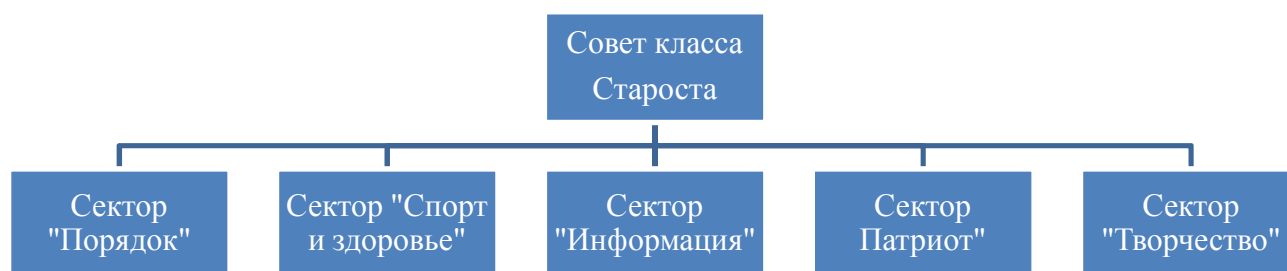 Совет класса
Староста
Сектор
"Порядок"
Сектор "Спорт
и здоровье"
Сектор
"Информация"
Сектор
Патриот"
Сектор
"Творчество"